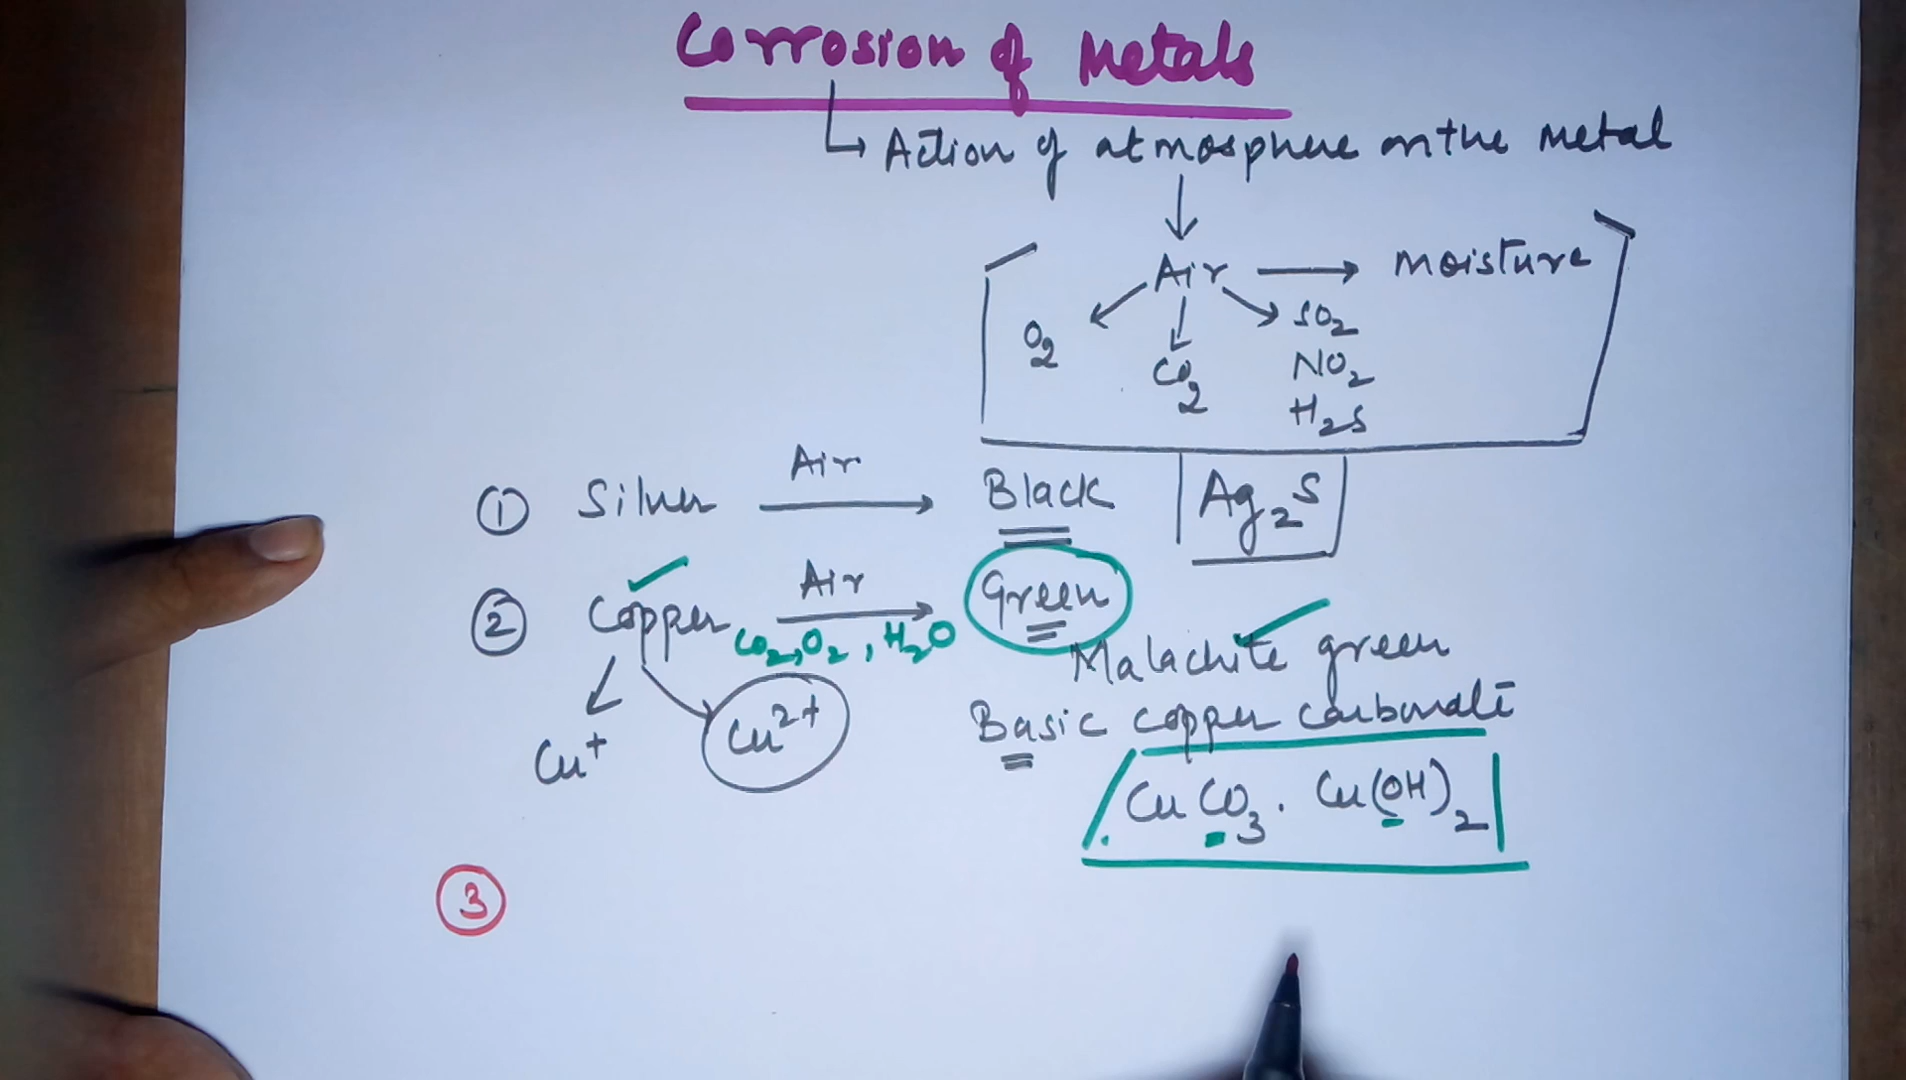 Corrosion of Metals
↳ Action of atmosphere on the Metal
Air → Moisture
O2
CO2
SO2
NO2
H2S
① Silver Air → Black Ag2S
② Copper Air → Green
CO2, O2, H2O
Malachite green
Cu+ Cu2+
Basic copper carbonate
CuCO3 . Cu(OH)2
③